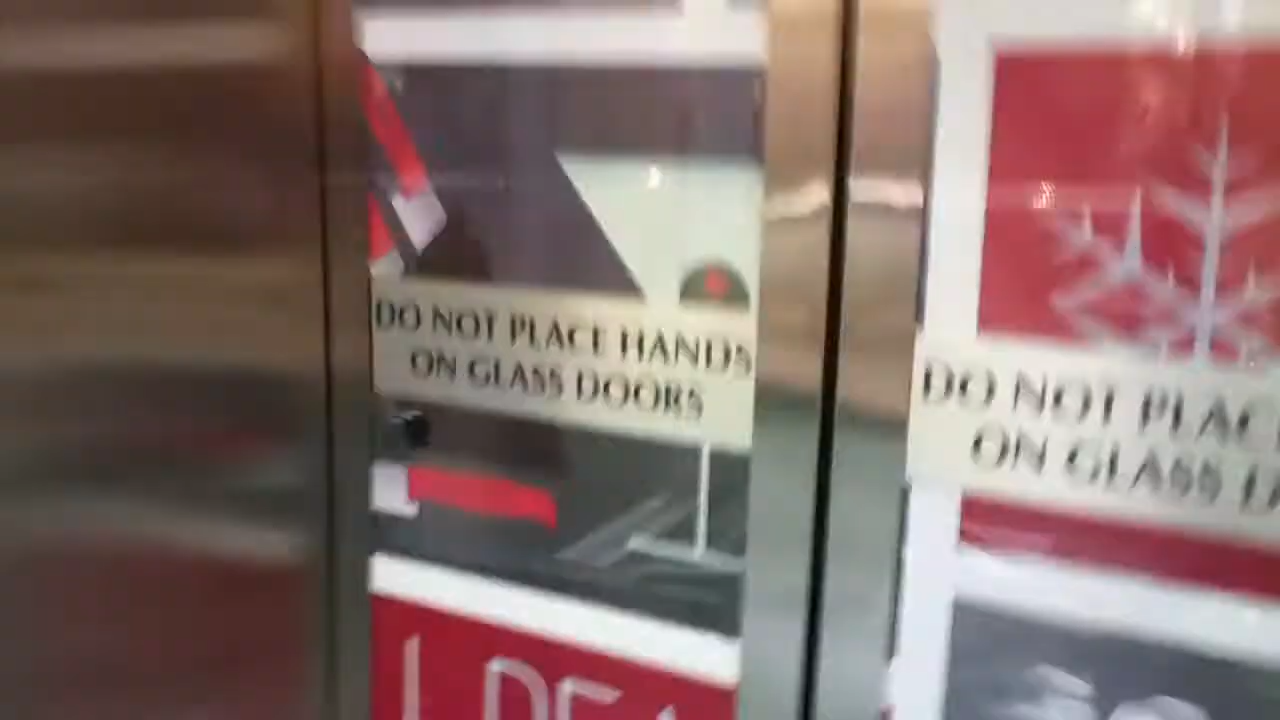 DO NOT PLACE HANDS
ON GLASS DOORS
DO NOT PLAC
ON GLASS D